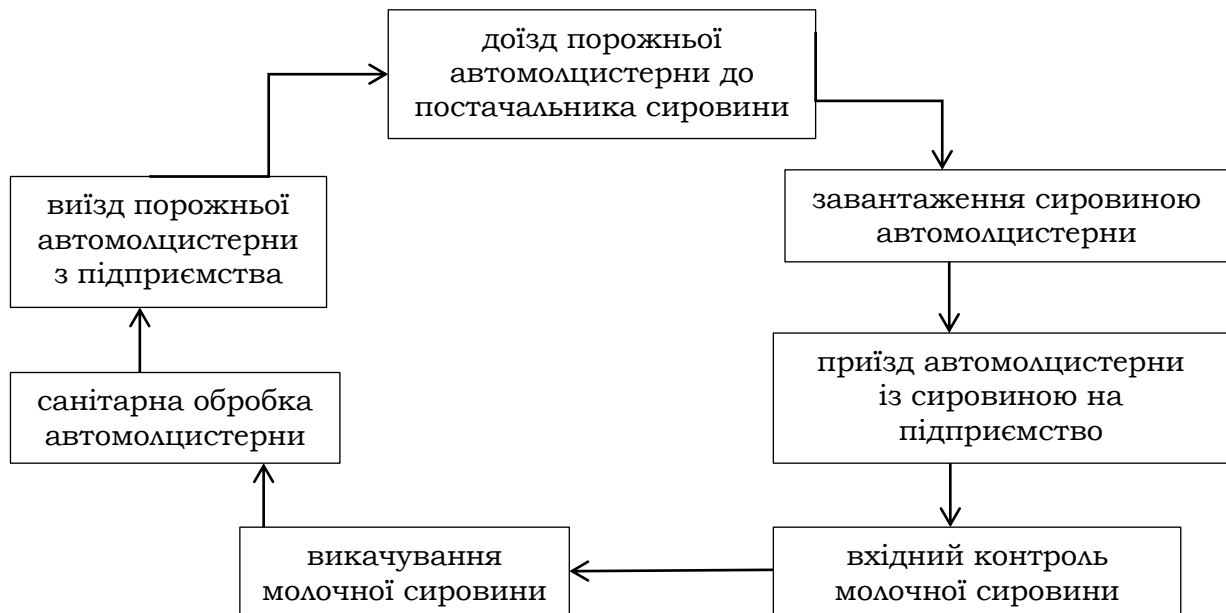 доїзд порожньої
автомолцистерни до
постачальника сировини
завантаження сировиною
автомолцистерни
приїзд автомолцистерни
із сировиною на
підприємство
вхідний контроль
молочної сировини
викачування
молочної сировини
санітарна обробка
автомолцистерни
виїзд порожньої
автомолцистерни
з підприємства